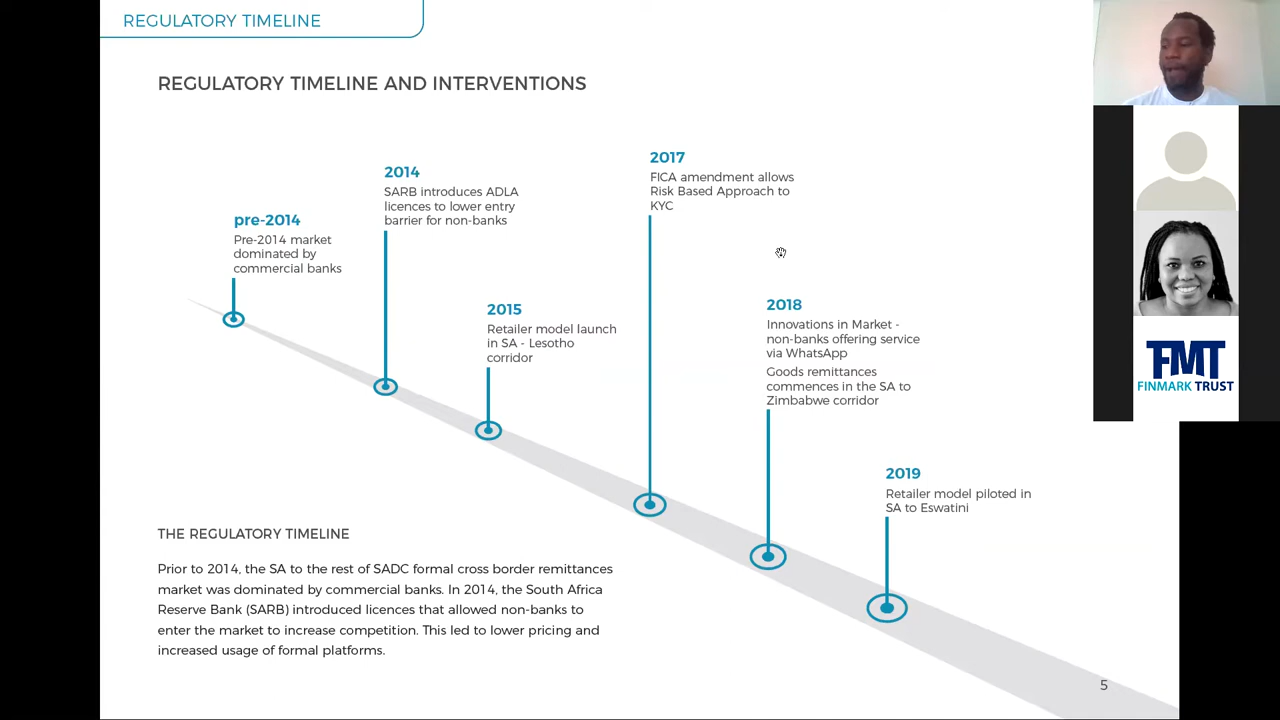 REGULATORY TIMELINE
REGULATORY TIMELINE AND INTERVENTIONS
pre-2014
Pre-2014 market
dominated by
commercial banks
2014
SARB introduces ADLA
licences to lower entry
barrier for non-banks
2015
Retailer model launch
in SA - Lesotho
corridor
2017
FICA amendment allows
Risk Based Approach to
KYC
2018
Innovations in Market -
non-banks offering service
via WhatsApp
Goods remittances
commences in the SA to
Zimbabwe corridor
2019
Retailer model piloted in
SA to Eswatini
THE REGULATORY TIMELINE
Prior to 2014, the SA to the rest of SADC formal cross border remittances
market was dominated by commercial banks. In 2014, the South Africa
Reserve Bank (SARB) introduced licences that allowed non-banks to
enter the market to increase competition. This led to lower pricing and
increased usage of formal platforms.
5
FMT
FINMARK TRUST